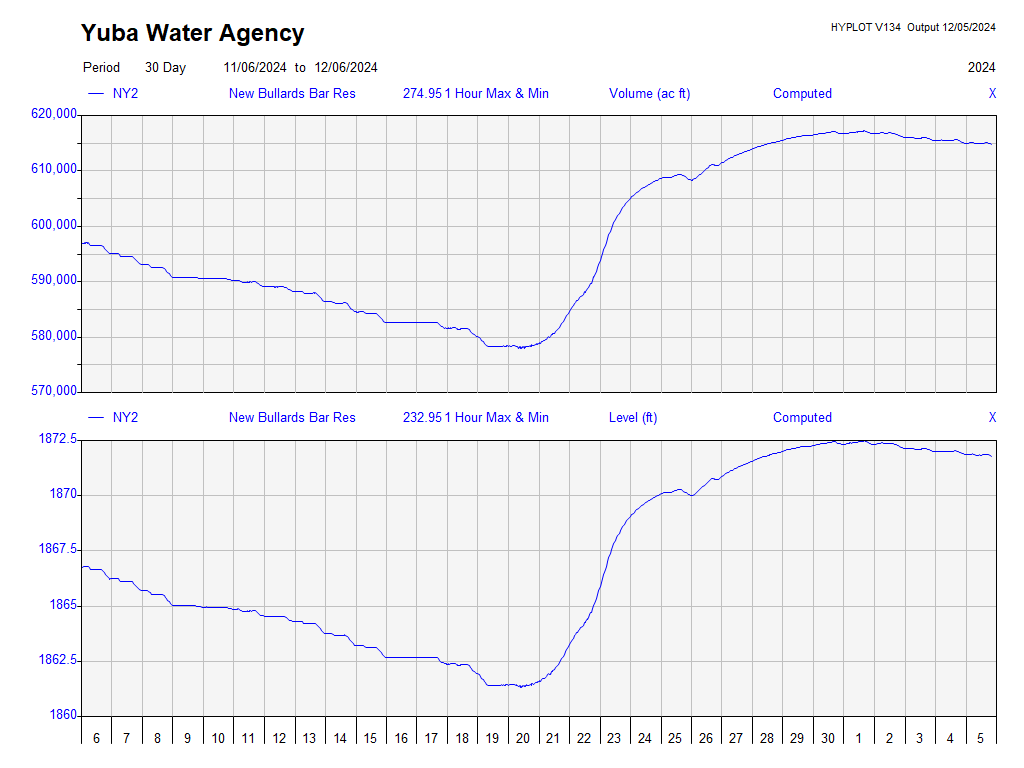 Yuba Water Agency
HYPLOT V134 Output 12/05/2024
Period 30 Day 11/06/2024 to 12/06/2024 2024
NY2 New Bullards Bar Res 274.95 1 Hour Max & Min Volume (ac ft) Computed X
620,000
610,000
600,000
590,000
580,000
570,000
NY2 New Bullards Bar Res 232.95 1 Hour Max & Min Level (ft) Computed X
1872.5
1870
1867.5
1865
1862.5
1860
6 7 8 9 10 11 12 13 14 15 16 17 18 19 20 21 22 23 24 25 26 27 28 29 30 1 2 3 4 5